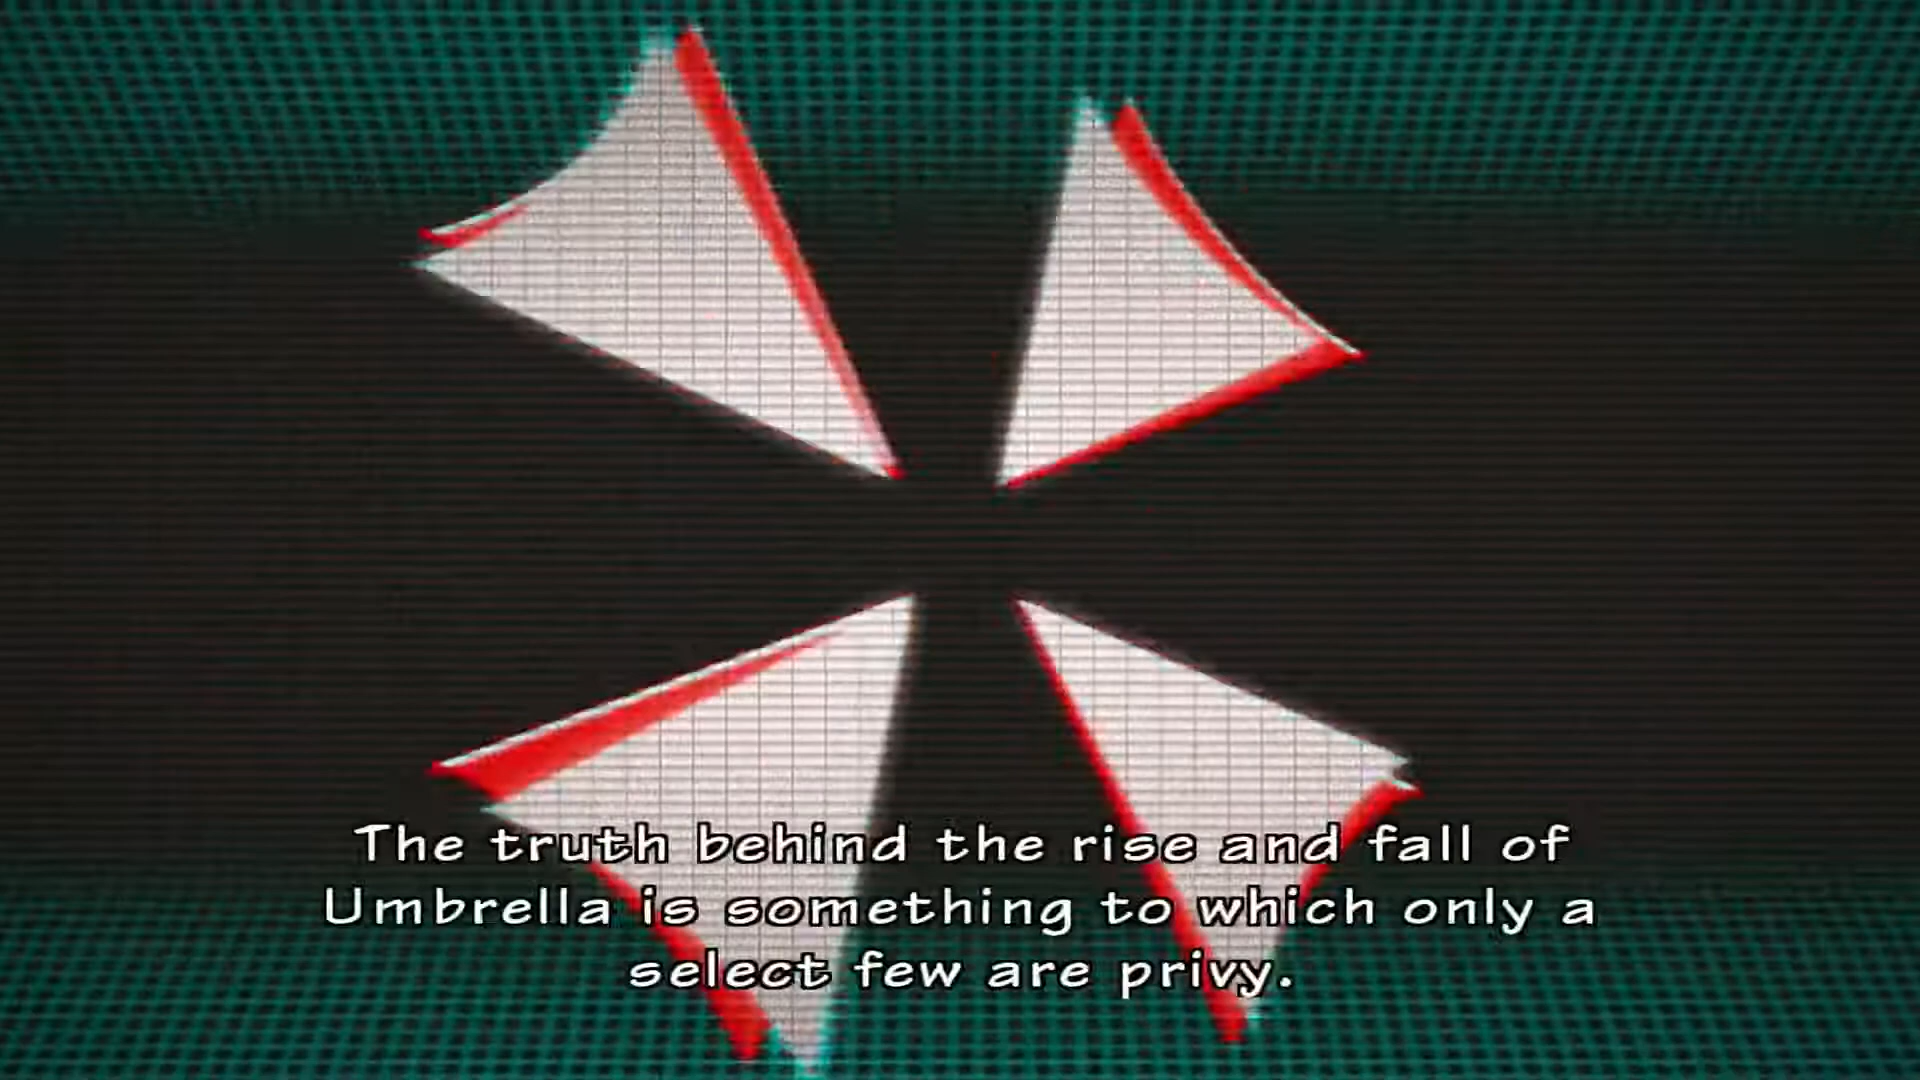 The truth behind the rise and fall of
Umbrella is something to which only a
select few are privy.